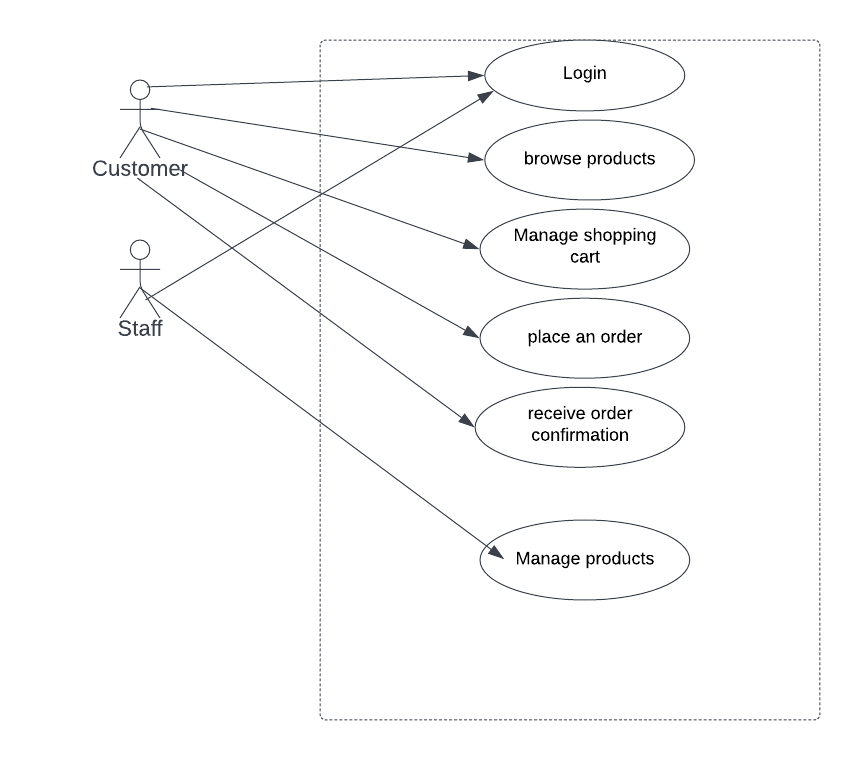 Login
browse products
Customer
Manage shopping
cart
Staff
place an order
receive order
confirmation
Manage products